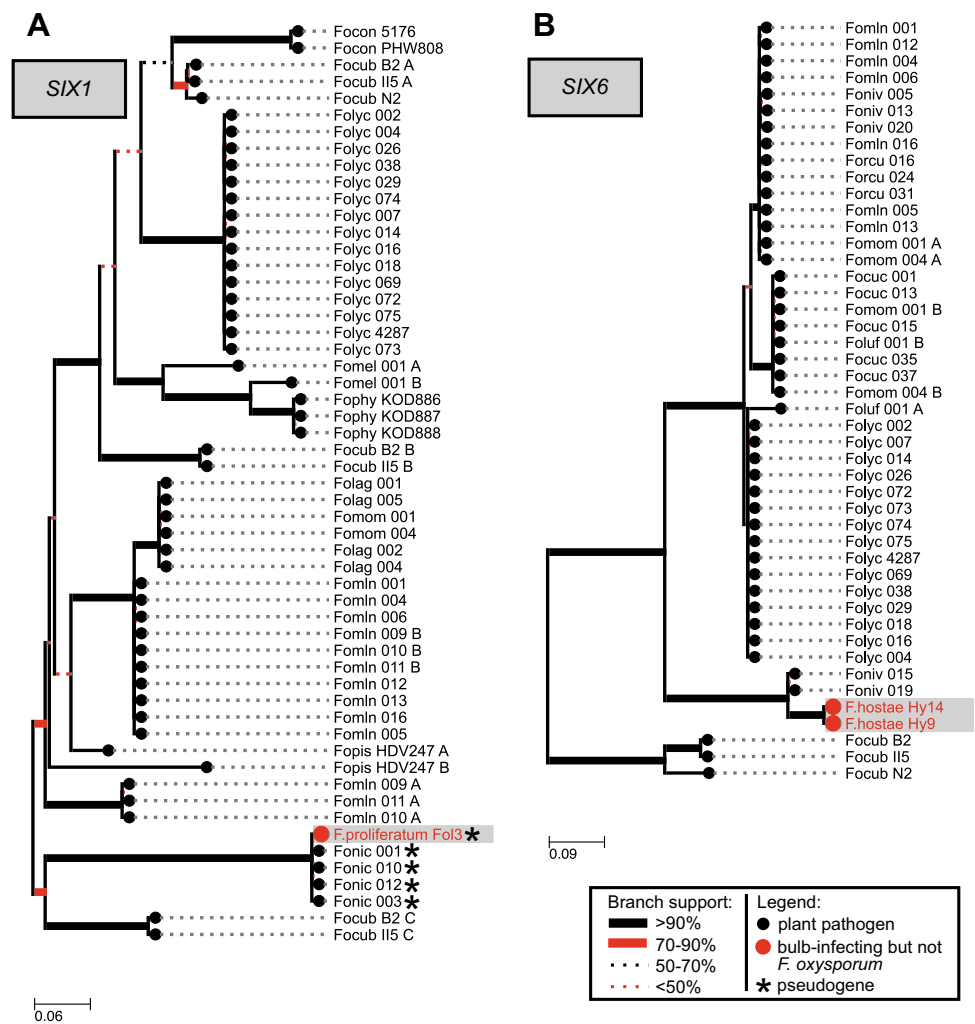 A
SIX1
Focon 5176
Focon PHW808
Focub B2 A
Focub II5 A
Focub N2
Folyc 002
Folyc 004
Folyc 026
Folyc 038
Folyc 029
Folyc 074
Folyc 007
Folyc 014
Folyc 016
Folyc 018
Folyc 069
Folyc 072
Folyc 075
Folyc 4287
Folyc 073
Fomel 001 A
Fomel 001 B
Fophy KOD886
Fophy KOD887
Fophy KOD888
Focub B2 B
Focub II5 B
Folag 001
Folag 005
Fomom 001
Fomom 004
Folag 002
Folag 004
Fomln 001
Fomln 004
Fomln 006
Fomln 009 B
Fomln 010 B
Fomln 011 B
Fomln 012
Fomln 013
Fomln 016
Fomln 005
Fopis HDV247 A
Fopis HDV247 B
Fomln 009 A
Fomln 011 A
Fomln 010 A
F.proliferatum Fol3 *
Fonic 001 *
Fonic 010 *
Fonic 012 *
Fonic 003 *
Focub B2 C
Focub II5 C
0.06
B
SIX6
Fomln 001
Fomln 012
Fomln 004
Fomln 006
Foniv 005
Foniv 013
Foniv 020
Fomln 016
Forcu 016
Forcu 024
Forcu 031
Fomln 005
Fomln 013
Fomom 001 A
Fomom 004 A
Focuc 001
Focuc 013
Fomom 001 B
Focuc 015
Foluf 001 B
Focuc 035
Focuc 037
Fomom 004 B
Foluf 001 A
Folyc 002
Folyc 007
Folyc 014
Folyc 026
Folyc 072
Folyc 073
Folyc 074
Folyc 075
Folyc 4287
Folyc 069
Folyc 038
Folyc 029
Folyc 018
Folyc 016
Folyc 004
Foniv 015
Foniv 019
F.hostae Hy14
F.hostae Hy9
Focub B2
Focub II5
Focub N2
0.09
Branch support:
>90%
70-90%
50-70%
<50%
Legend:
plant pathogen
bulb-infecting but not
F. oxysporum
* pseudogene